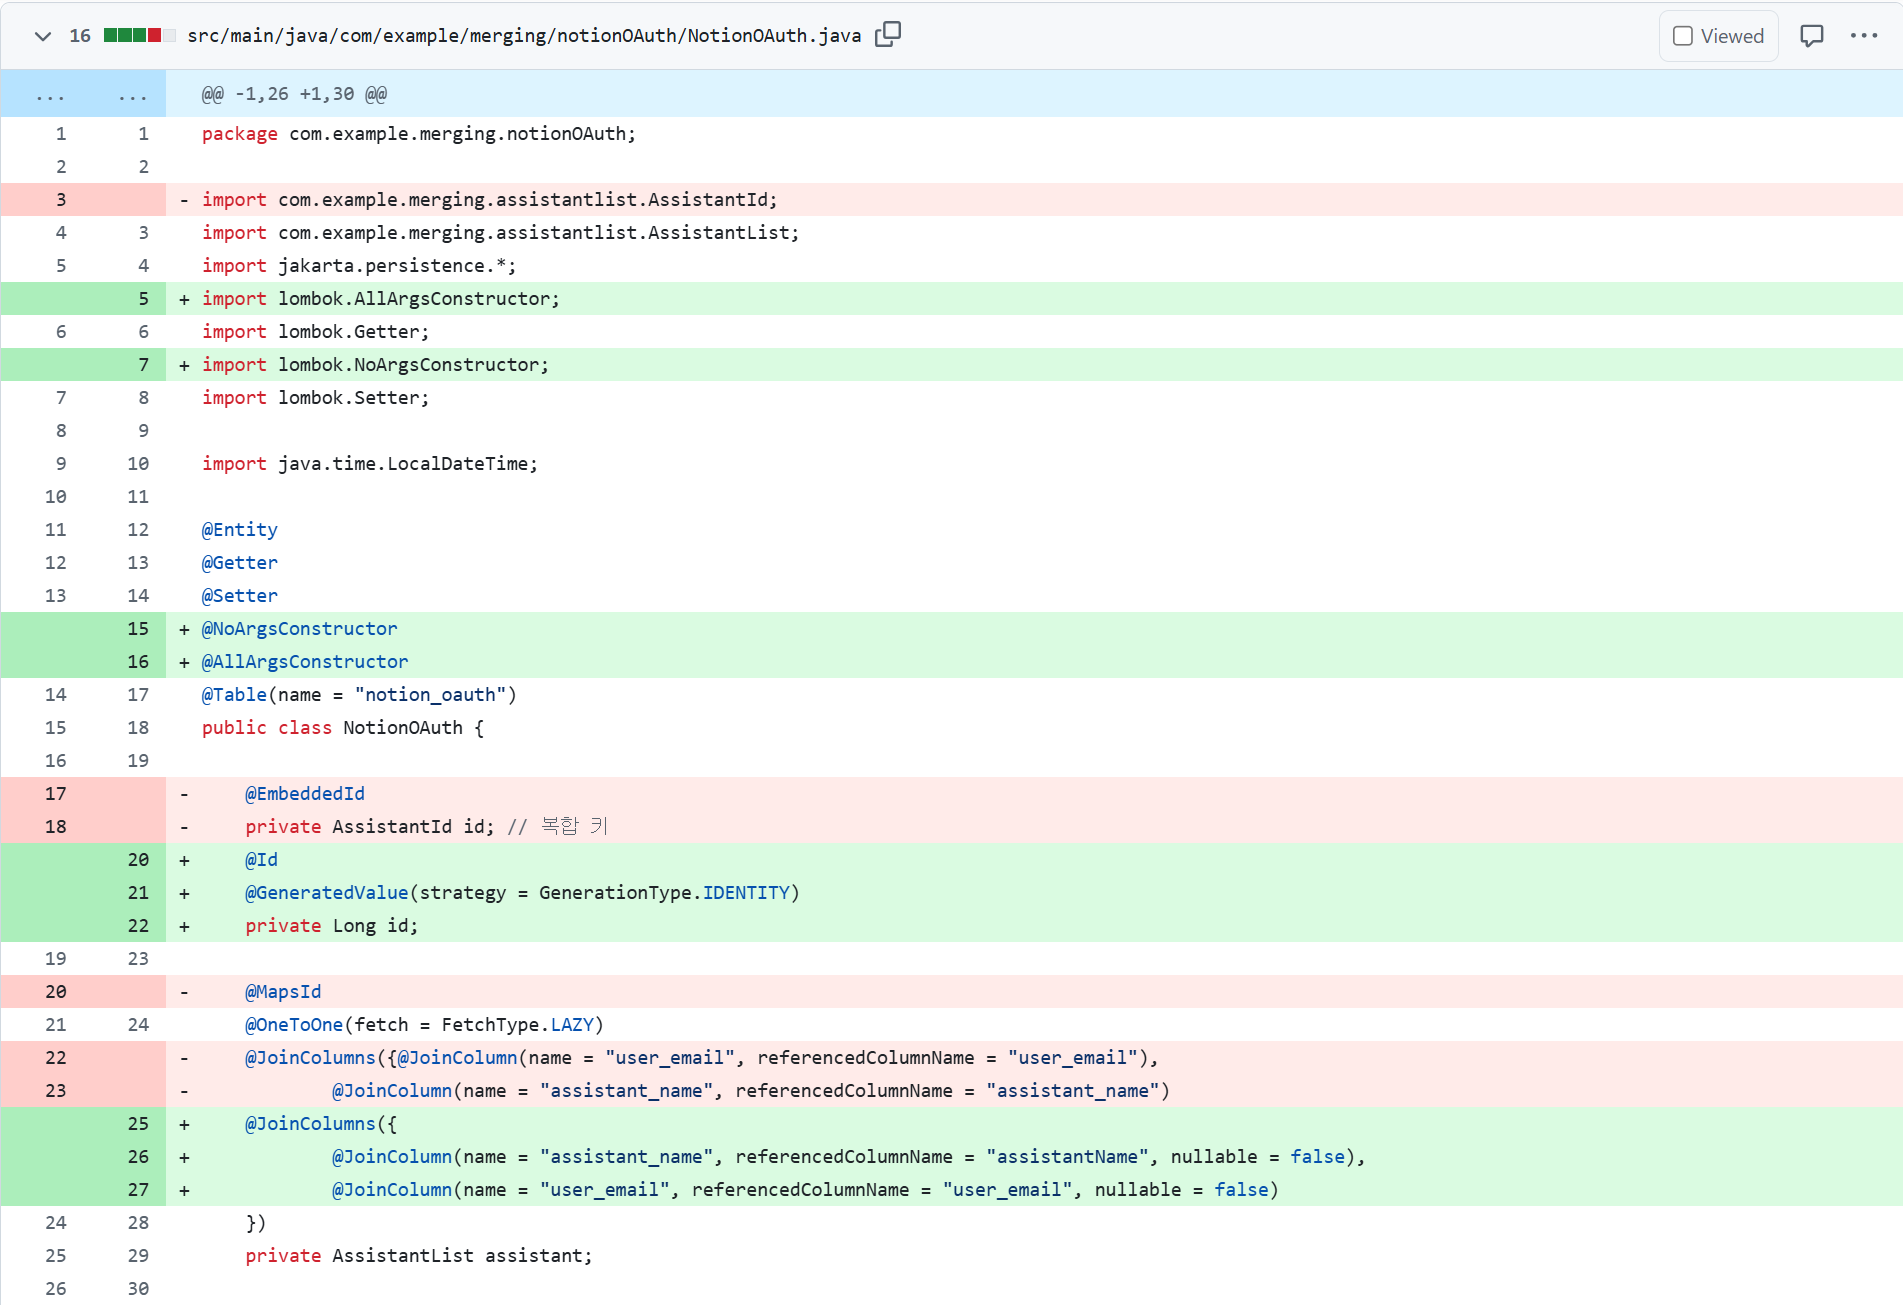 16 src/main/java/com/example/merging/notionOAuth/NotionOAuth.java Viewed ...
... ... @@ -1,26 +1,30 @@
1 1 package com.example.merging.notionOAuth;
2 2
3 - import com.example.merging.assistantlist.AssistantId;
4 3 import com.example.merging.assistantlist.AssistantList;
5 4 import jakarta.persistence.*;
5 + import lombok.AllArgsConstructor;
6 6 import lombok.Getter;
7 + import lombok.NoArgsConstructor;
7 8 import lombok.Setter;
8 9
9 10 import java.time.LocalDateTime;
10 11
11 12 @Entity
12 13 @Getter
13 14 @Setter
15 + @NoArgsConstructor
16 + @AllArgsConstructor
14 17 @Table(name = "notion_oauth")
15 18 public class NotionOAuth {
16 19
17 - @EmbeddedId
18 - private AssistantId id; // 복합 키
20 + @Id
21 + @GeneratedValue(strategy = GenerationType.IDENTITY)
22 + private Long id;
19 23
20 - @MapsId
21 24 @OneToOne(fetch = FetchType.LAZY)
22 - @JoinColumns({@JoinColumn(name = "user_email", referencedColumnName = "user_email"),
23 - @JoinColumn(name = "assistant_name", referencedColumnName = "assistant_name")
25 + @JoinColumns({
26 + @JoinColumn(name = "assistant_name", referencedColumnName = "assistantName", nullable = false),
27 + @JoinColumn(name = "user_email", referencedColumnName = "user_email", nullable = false)
24 28 })
25 29 private AssistantList assistant;
26 30